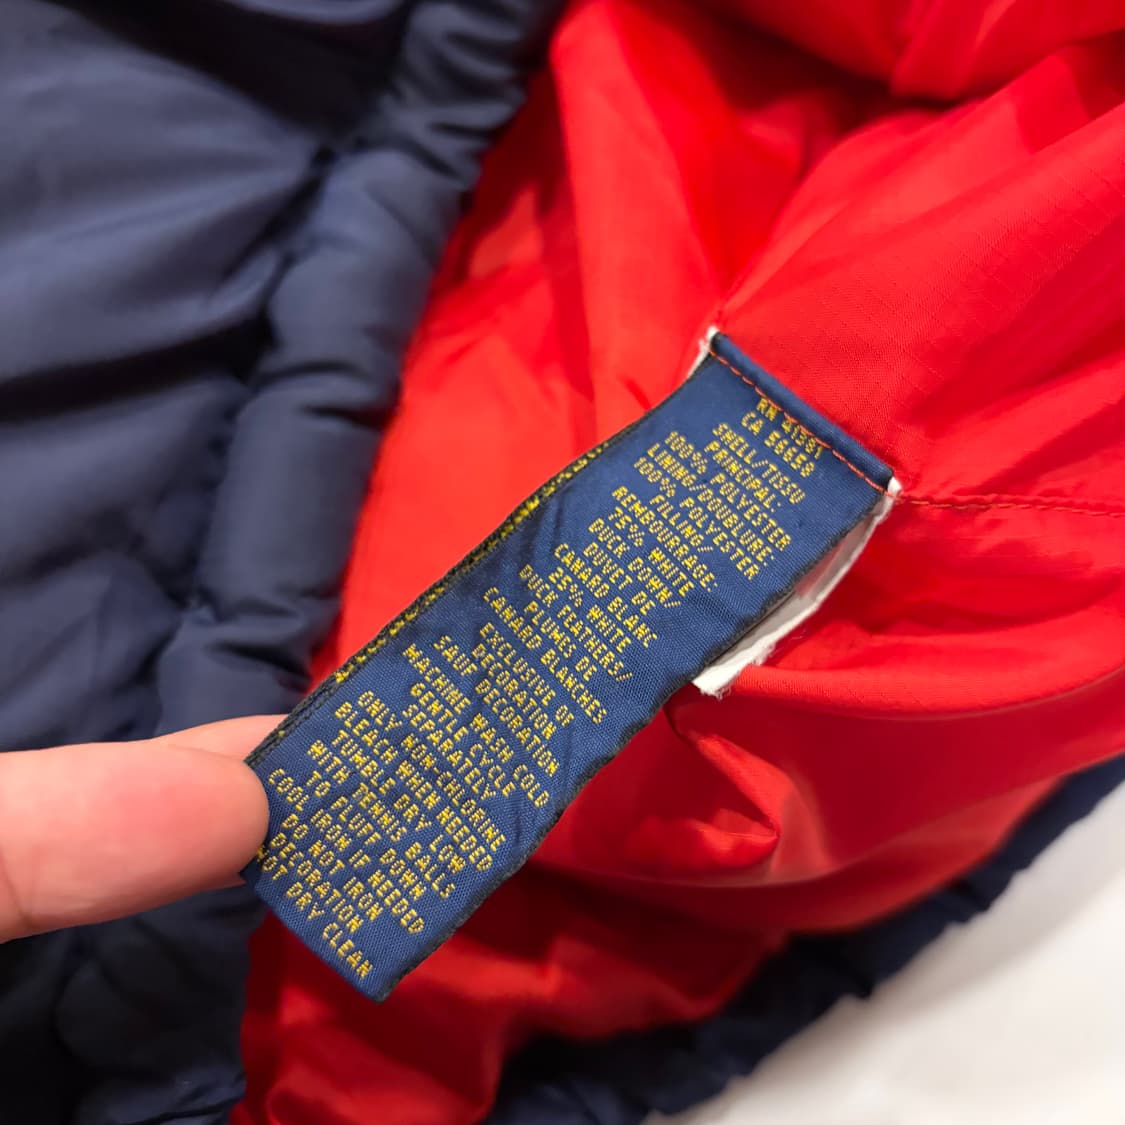 RN 41381
CA 56659
SHELL/TISSU
PRINCIPAL:
100% POLYESTER
LINING/DOUBLURE:
100% POLYESTER
FILLING/
REMBOURRAGE:
75% WHITE
DUCK DOWN/
DUVET DE
CANARD BLANC
25% WHITE
DUCK FEATHERS/
PLUMES DE
CANARD BLANCHES
EXCLUSIVE OF
DECORATION
SAUF DECORATION
MACHINE WASH COLD
GENTLE CYCLE
SEPARATELY
ONLY NON-CHLORINE
BLEACH WHEN NEEDED
TUMBLE DRY LOW
WITH TENNIS BALLS
TO FLUFF DOWN
COOL IRON IF NEEDED
DO NOT IRON
DECORATION
NOT DRY CLEAN